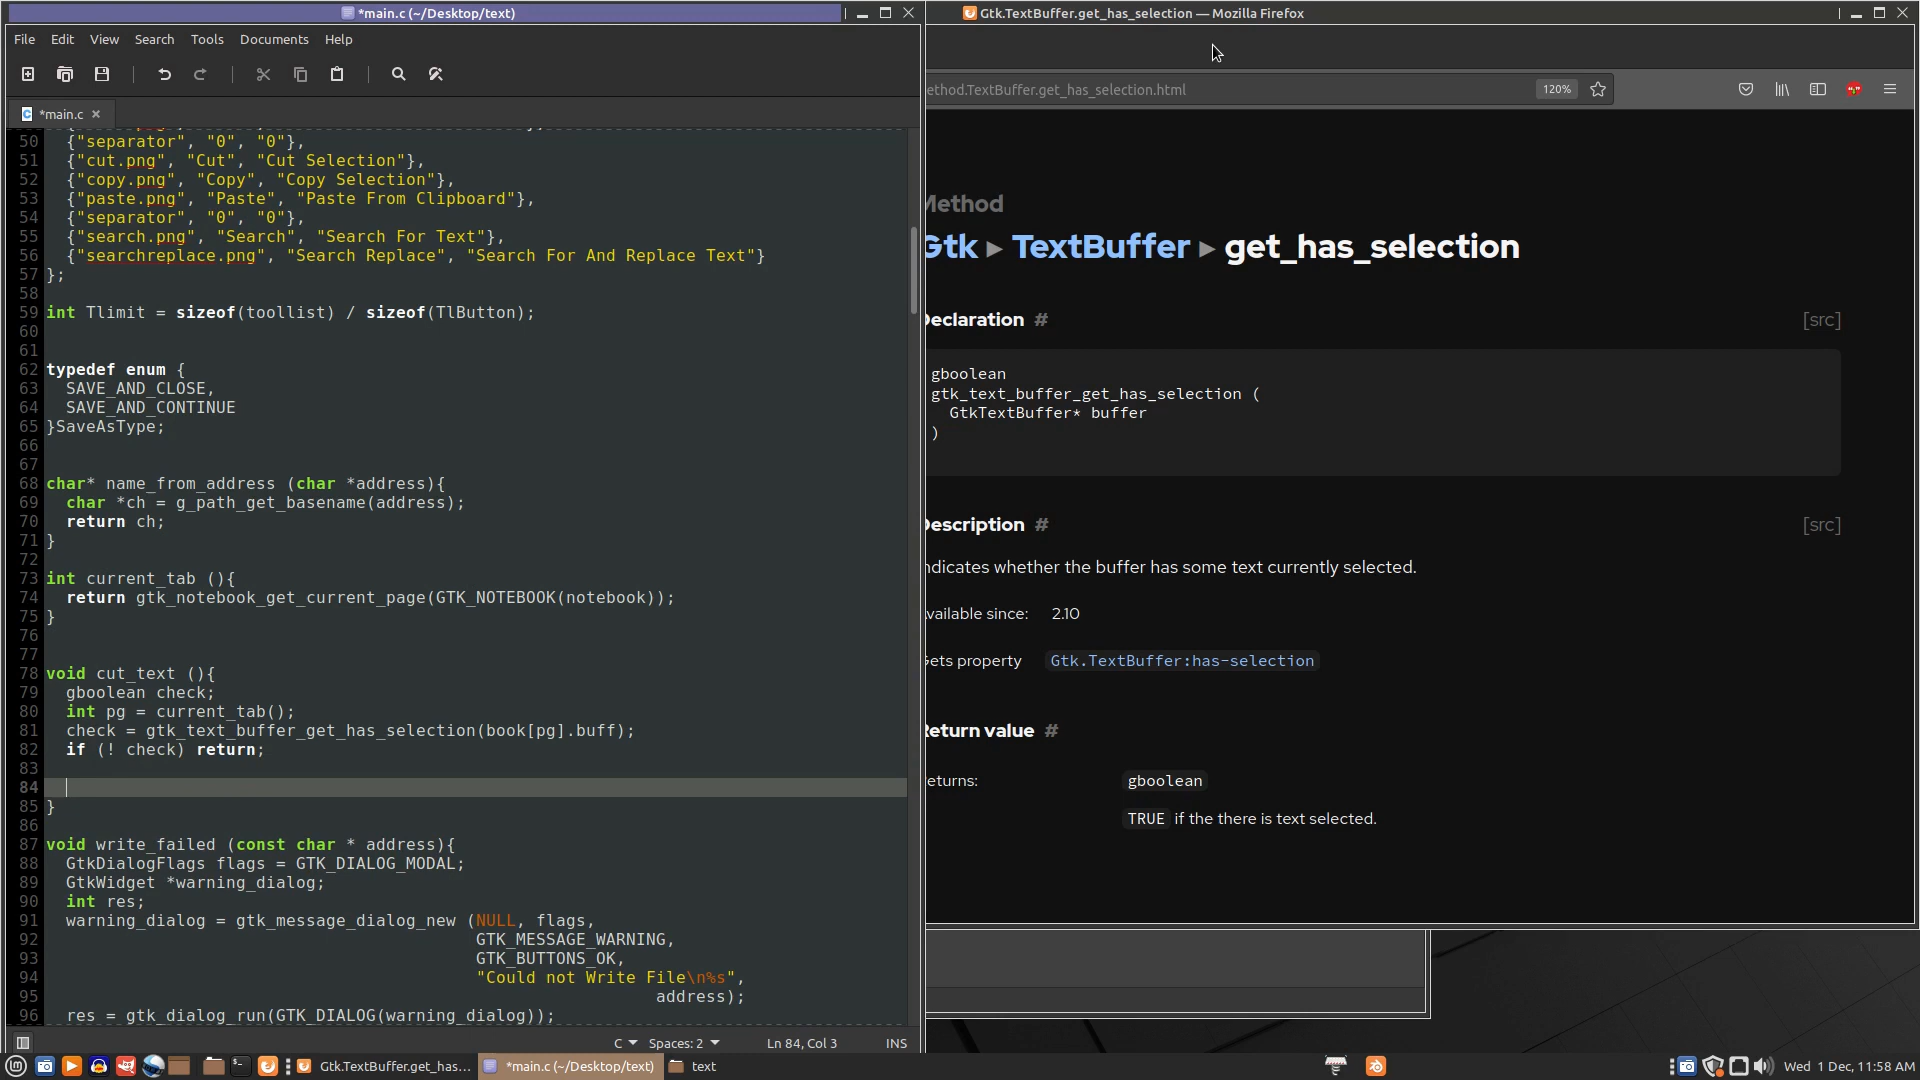 *main.c (~/Desktop/text)
File Edit View Search Tools Documents Help
*main.c
50 {"separator", "0", "0"},
51 {"cut.png", "Cut", "Cut Selection"},
52 {"copy.png", "Copy", "Copy Selection"},
53 {"paste.png", "Paste", "Paste From Clipboard"},
54 {"separator", "0", "0"},
55 {"search.png", "Search", "Search For Text"},
56 {"searchreplace.png", "Search Replace", "Search For And Replace Text"}
57 };
58
59 int Tlimit = sizeof(toollist) / sizeof(TlButton);
60
61
62 typedef enum {
63 SAVE_AND_CLOSE,
64 SAVE_AND_CONTINUE
65 }SaveAsType;
66
67
68 char* name_from_address (char *address){
69 char *ch = g_path_get_basename(address);
70 return ch;
71 }
72
73 int current_tab (){
74 return gtk_notebook_get_current_page(GTK_NOTEBOOK(notebook));
75 }
76
77
78 void cut_text (){
79 gboolean check;
80 int pg = current_tab();
81 check = gtk_text_buffer_get_has_selection(book[pg].buff);
82 if (! check) return;
83
84
85 }
86
87 void write_failed (const char * address){
88 GtkDialogFlags flags = GTK_DIALOG_MODAL;
89 GtkWidget *warning_dialog;
90 int res;
91 warning_dialog = gtk_message_dialog_new (NULL, flags,
92 GTK_MESSAGE_WARNING,
93 GTK_BUTTONS_OK,
94 "Could not Write File\n%s",
95 address);
96 res = gtk_dialog_run(GTK_DIALOG(warning_dialog));
C Spaces: 2 Ln 84, Col 3 INS
Gtk.TextBuffer.get_has_selection — Mozilla Firefox
ethod.TextBuffer.get_has_selection.html 120%
Method
Gtk ▸ TextBuffer ▸ get_has_selection
Declaration # [src]
gboolean
gtk_text_buffer_get_has_selection (
GtkTextBuffer* buffer
)
Description # [src]
ndicates whether the buffer has some text currently selected.
vailable since: 2.10
Gets property Gtk.TextBuffer:has-selection
Return value #
eturns: gboolean
TRUE if the there is text selected.
Gtk.TextBuffer.get_has... *main.c (~/Desktop/text) text Wed 1 Dec, 11:58 AM